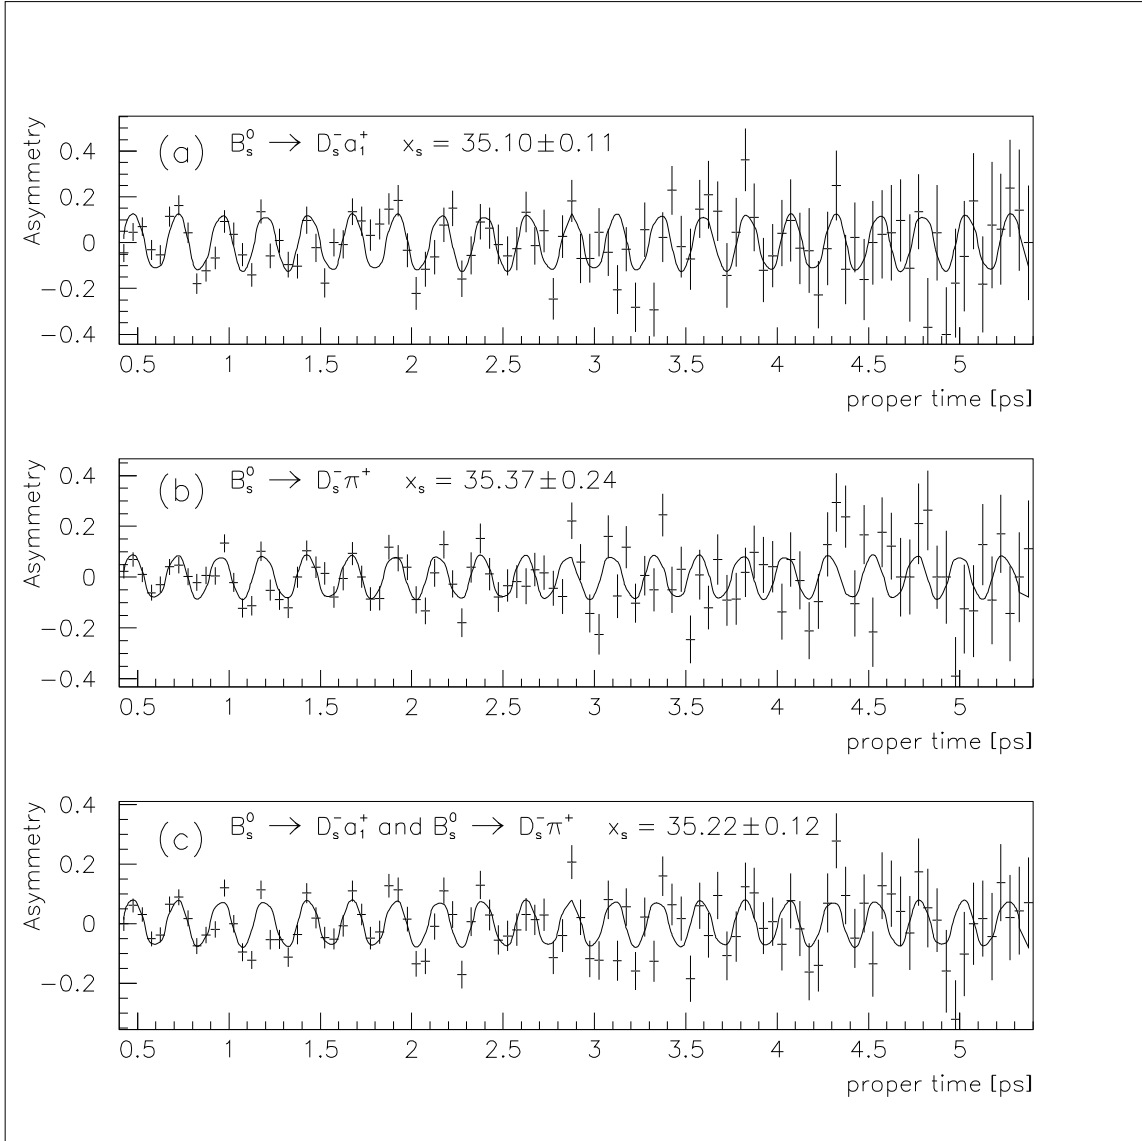 (a) B⁰ₛ → D⁻ₛa⁺₁ xₛ = 35.10±0.11
Asymmetry
0.4
0.2
0
−0.2
−0.4
0.5 1 1.5 2 2.5 3 3.5 4 4.5 5
proper time [ps]
(b) B⁰ₛ → D⁻ₛπ⁺ xₛ = 35.37±0.24
Asymmetry
0.4
0.2
0
−0.2
−0.4
0.5 1 1.5 2 2.5 3 3.5 4 4.5 5
proper time [ps]
(c) B⁰ₛ → D⁻ₛa⁺₁ and B⁰ₛ → D⁻ₛπ⁺ xₛ = 35.22±0.12
Asymmetry
0.4
0.2
0
−0.2
0.5 1 1.5 2 2.5 3 3.5 4 4.5 5
proper time [ps]